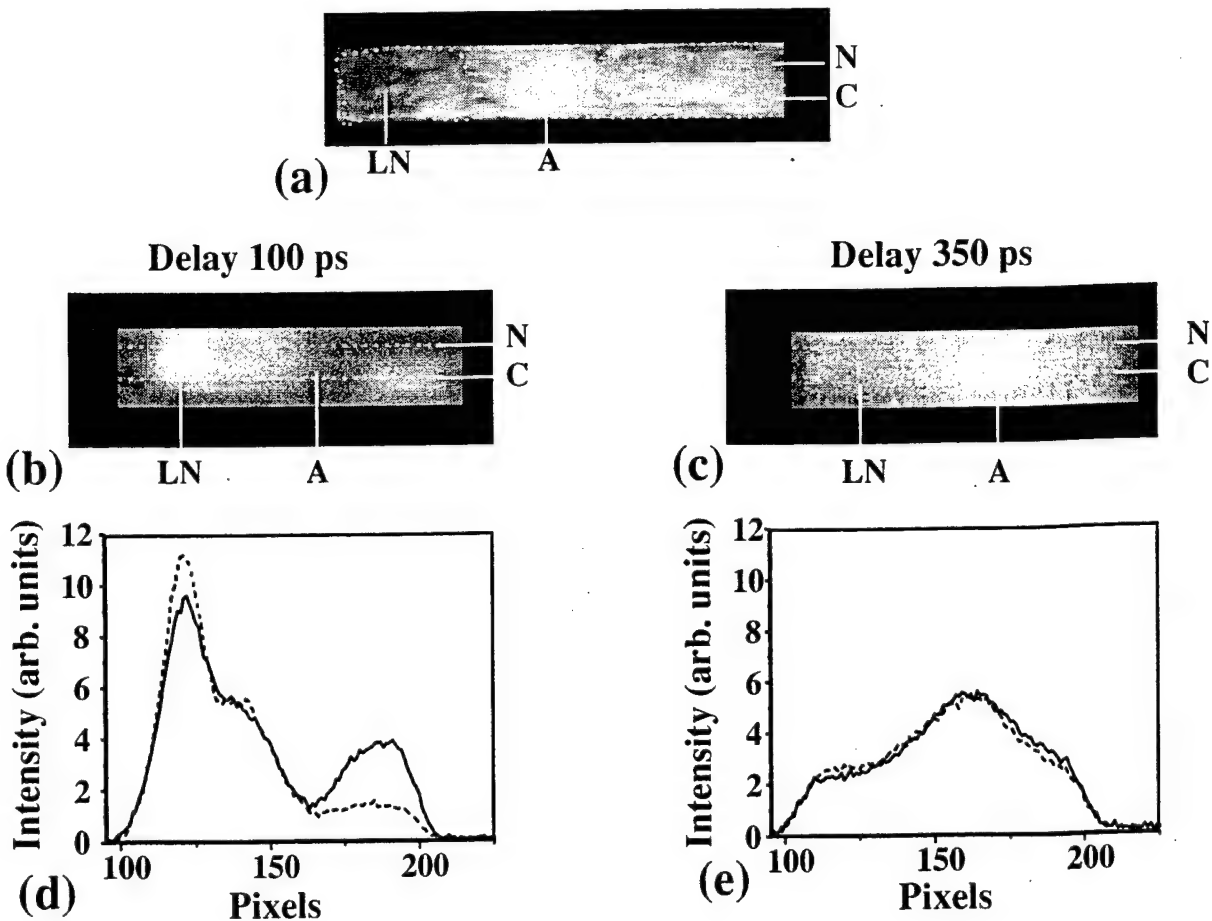 N
C
LN A
(a)
Delay 100 ps
N
C
LN A
(b)
Delay 350 ps
N
C
LN A
(c)
Intensity (arb. units)
12
10
8
6
4
2
0
100 150 200
Pixels
(d)
Intensity (arb. units)
12
10
8
6
4
2
0
100 150 200
Pixels
(e)